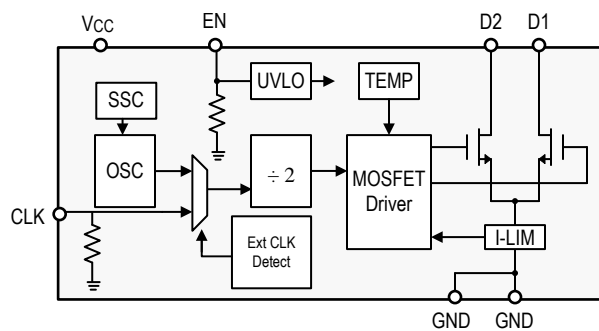 VCC EN D2 D1
SSC UVLO TEMP
OSC ÷ 2 MOSFET
Driver
CLK Ext CLK
Detect
I-LIM
GND GND